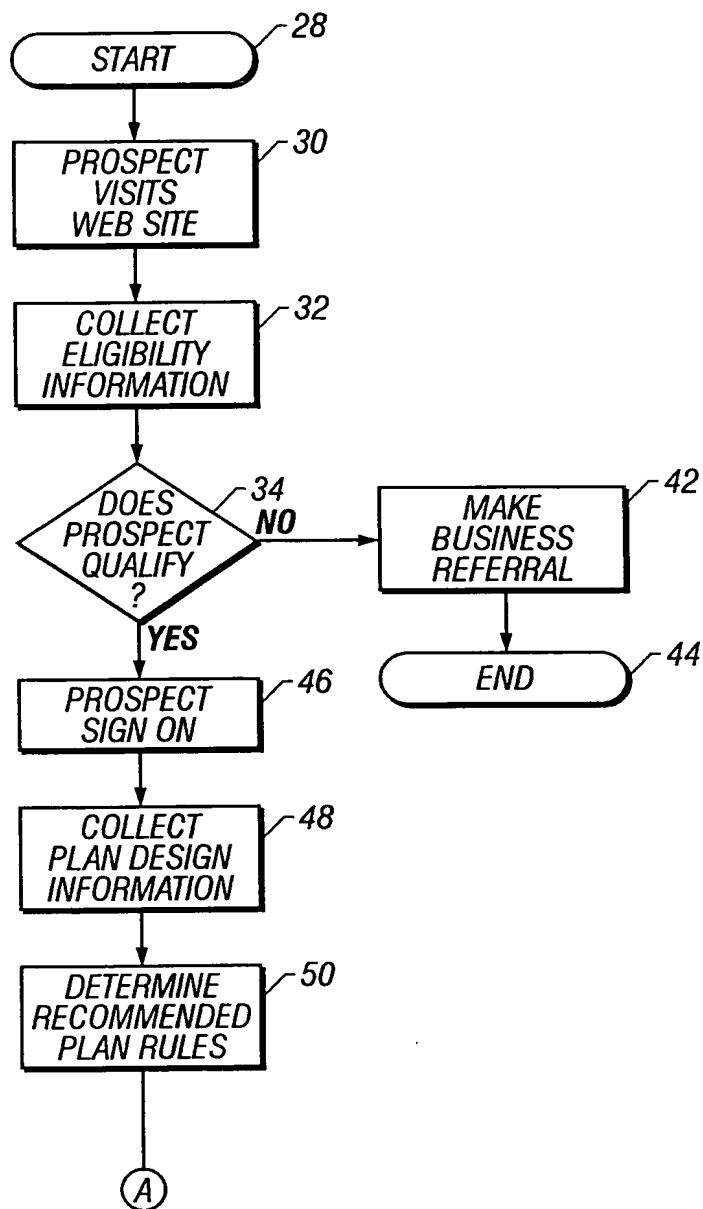 START
28
PROSPECT
VISITS
WEB SITE
30
COLLECT
ELIGIBILITY
INFORMATION
32
DOES
PROSPECT
QUALIFY
?
34
NO
MAKE
BUSINESS
REFERRAL
42
END
44
YES
PROSPECT
SIGN ON
46
COLLECT
PLAN DESIGN
INFORMATION
48
DETERMINE
RECOMMENDED
PLAN RULES
50
A